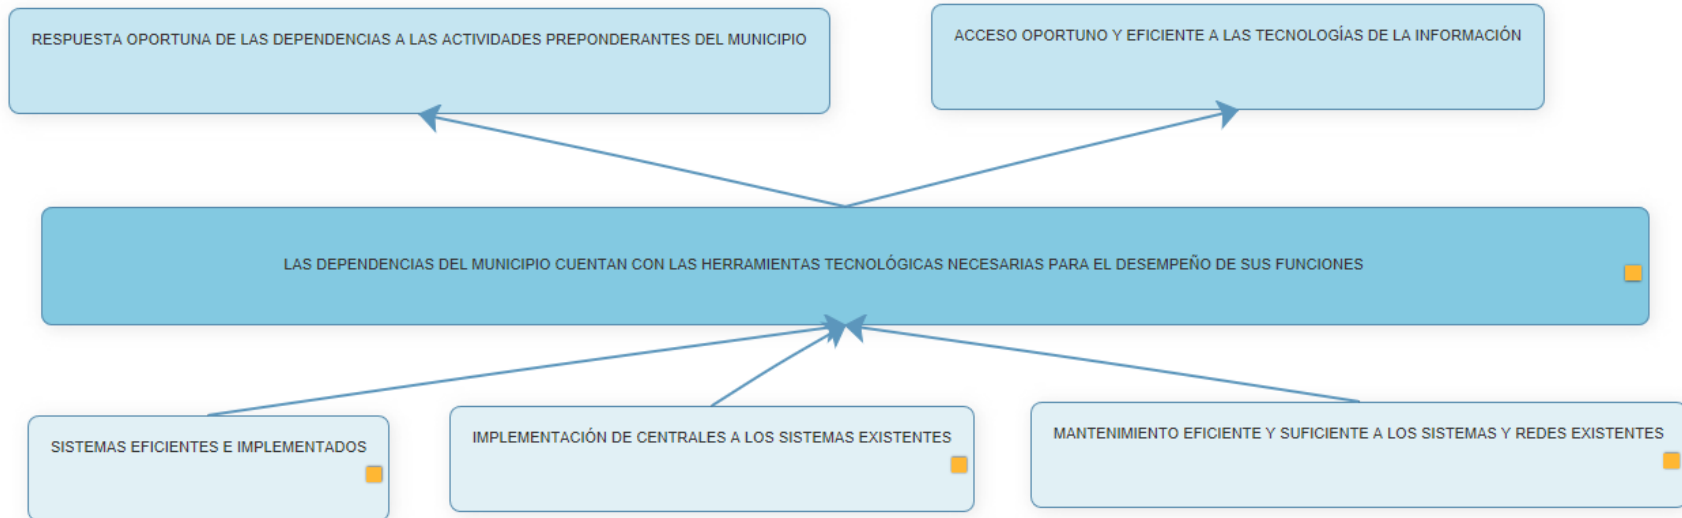 RESPUESTA OPORTUNA DE LAS DEPENDENCIAS A LAS ACTIVIDADES PREPONDERANTES DEL MUNICIPIO
ACCESO OPORTUNO Y EFICIENTE A LAS TECNOLOGÍAS DE LA INFORMACIÓN
LAS DEPENDENCIAS DEL MUNICIPIO CUENTAN CON LAS HERRAMIENTAS TECNOLÓGICAS NECESARIAS PARA EL DESEMPEÑO DE SUS FUNCIONES
SISTEMAS EFICIENTES E IMPLEMENTADOS
IMPLEMENTACIÓN DE CENTRALES A LOS SISTEMAS EXISTENTES
MANTENIMIENTO EFICIENTE Y SUFICIENTE A LOS SISTEMAS Y REDES EXISTENTES